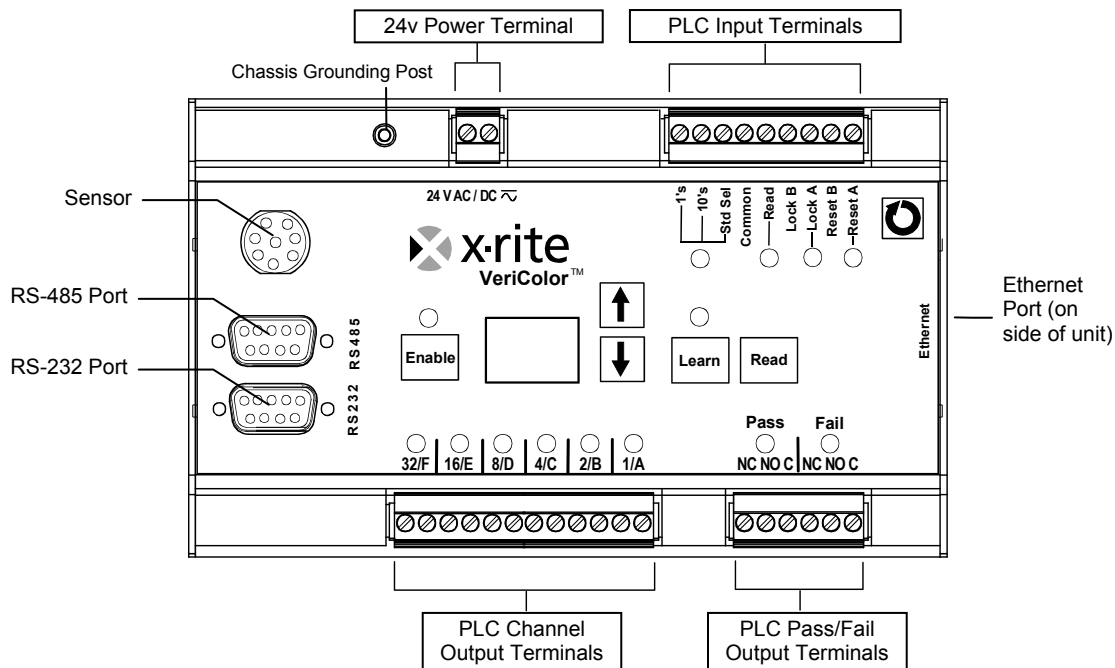 24v Power Terminal
PLC Input Terminals
Chassis Grounding Post
Sensor
24 V AC / DC
1's
10's
Std Sel
Common
Read
Lock B
Lock A
Reset B
Reset A
x·rite
VeriColor™
RS-485 Port
RS485
Ethernet
Ethernet
Port (on
side of unit)
Enable
Learn
Read
RS-232 Port
RS232
Pass
Fail
32/F
16/E
8/D
4/C
2/B
1/A
NC NO C
NC NO C
PLC Channel
Output Terminals
PLC Pass/Fail
Output Terminals